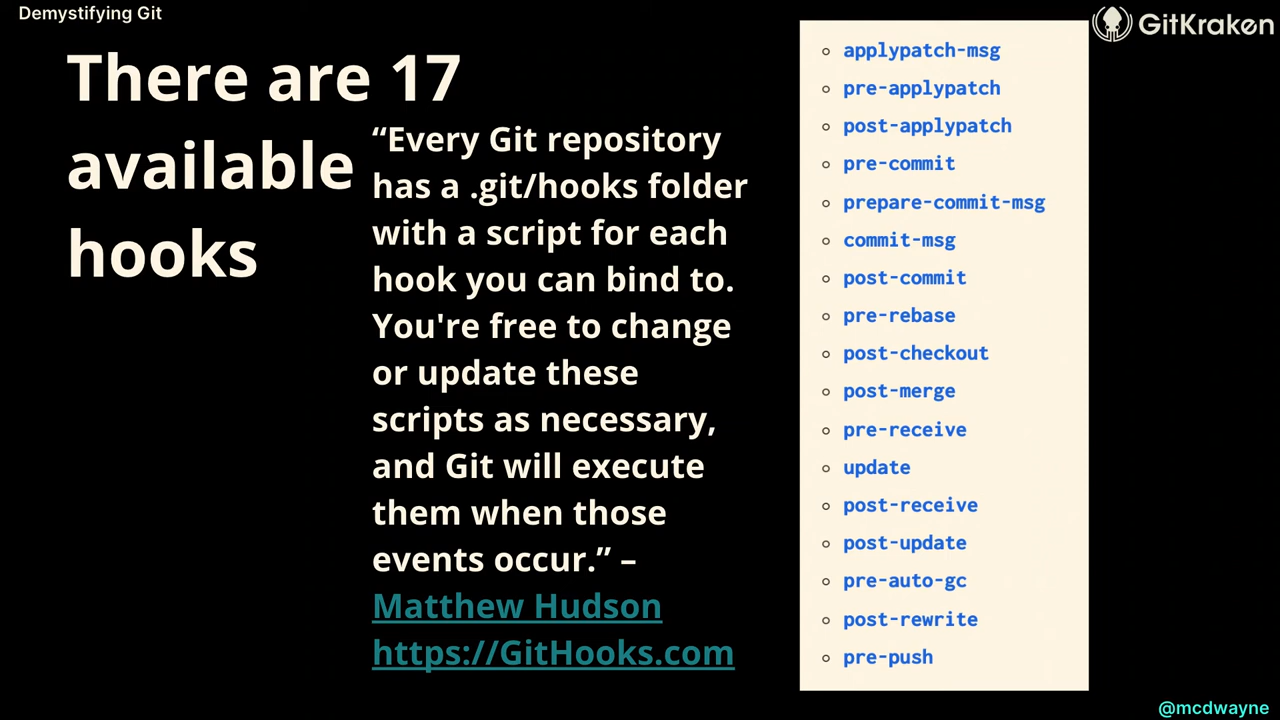 Demystifying Git
GitKraken
There are 17
available
hooks
“Every Git repository
has a .git/hooks folder
with a script for each
hook you can bind to.
You're free to change
or update these
scripts as necessary,
and Git will execute
them when those
events occur.” –
Matthew Hudson
https://GitHooks.com
applypatch-msg
pre-applypatch
post-applypatch
pre-commit
prepare-commit-msg
commit-msg
post-commit
pre-rebase
post-checkout
post-merge
pre-receive
update
post-receive
post-update
pre-auto-gc
post-rewrite
pre-push
@mcdwayne